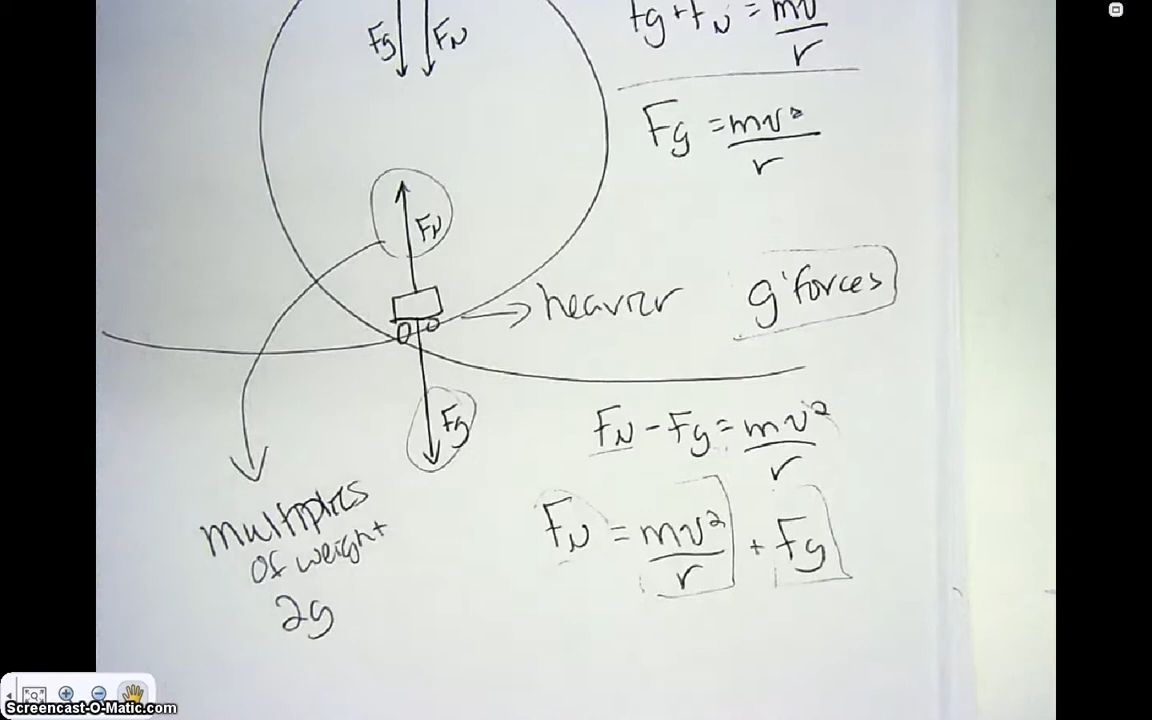 Fg + FN = mv
r
Fg FN
Fg = mv²
r
FN
heavier
g'forces
Fg
FN - Fg = mv²
r
multiples
of weight
2g
FN = mv² + Fg
r
Screencast-O-Matic.com